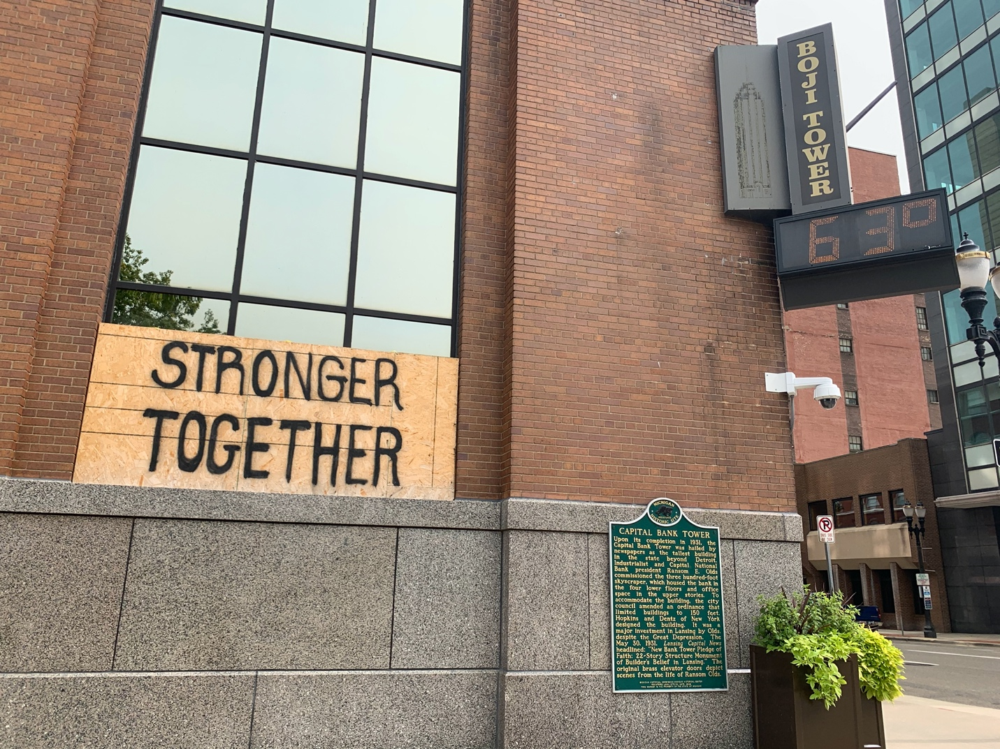 STRONGER
TOGETHER
BOJI TOWER
63°
MICHIGAN
HISTORIC SITE
CAPITAL BANK TOWER
Upon its completion in 1931, the
Capital Bank Tower was hailed by
newspapers as the tallest building
in the state beyond Detroit.
Industrialist and Capital National
Bank president Ransom E. Olds
commissioned the three hundred-foot
skyscraper, which housed the bank in
the four lower floors and office
space in the upper stories. To
accommodate the building, the city
council amended an ordinance that
limited buildings to 150 feet.
Hopkins and Dentz of New York
designed the building. It was a
major investment in Lansing by Olds,
despite the Great Depression. The
May 30, 1931, Lansing Capital News
headlined: "New Bank Tower Pledge of
Faith: 22-Story Structure Monument
of Builder's Belief in Lansing." The
original brass elevator doors depict
scenes from the life of Ransom Olds.